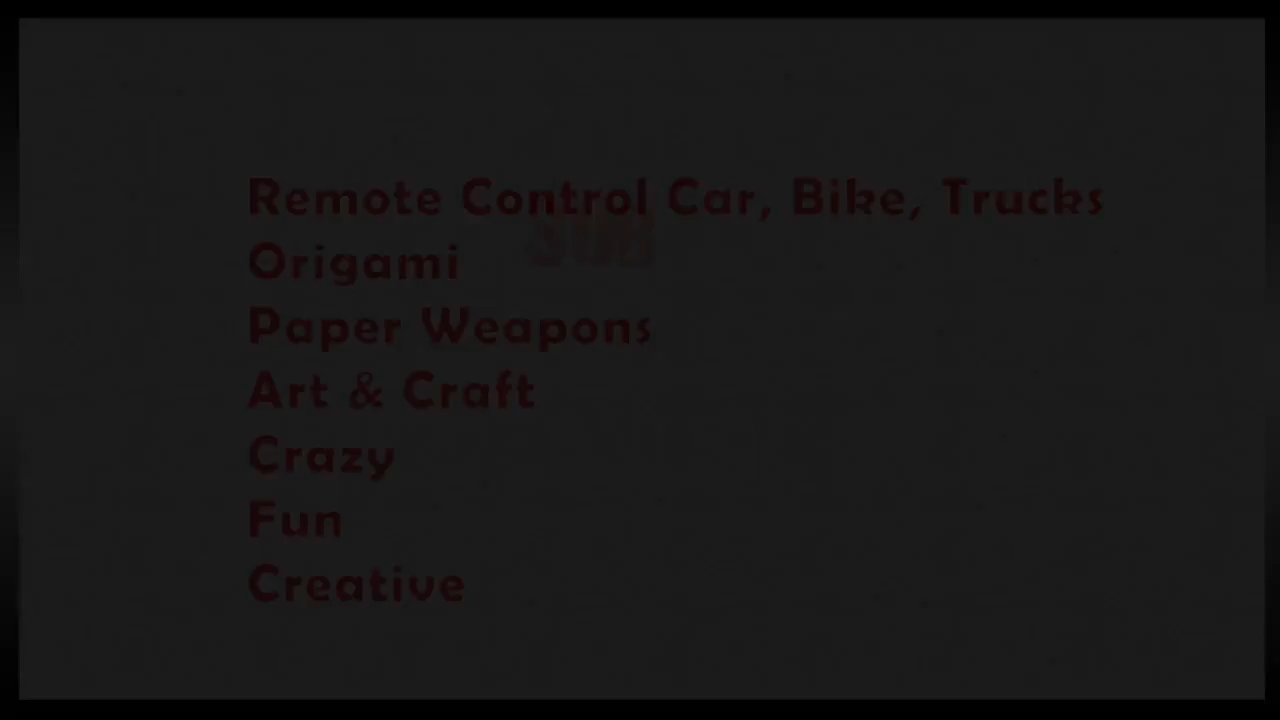 Remote Control Car, Bike, Trucks
Origami
Paper Weapons
Art & Craft
Crazy
Fun
Creative